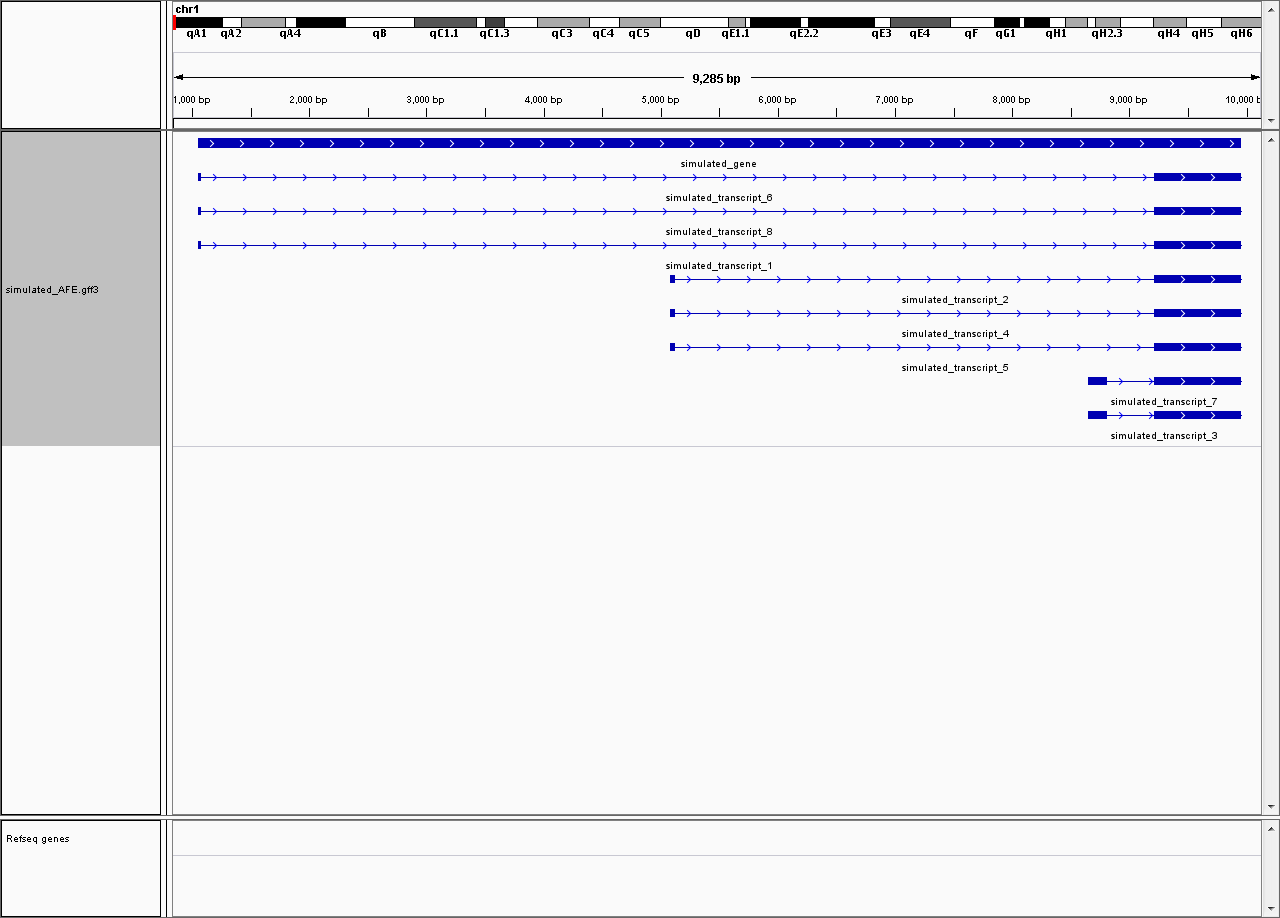 chr1
qA1 qA2 qA4 qB qC1.1 qC1.3 qC3 qC4 qC5 qD qE1.1 qE2.2 qE3 qE4 qF qG1 qH1 qH2.3 qH4 qH5 qH6
9,285 bp
1,000 bp 2,000 bp 3,000 bp 4,000 bp 5,000 bp 6,000 bp 7,000 bp 8,000 bp 9,000 bp 10,000 b
simulated_gene
simulated_transcript_6
simulated_transcript_8
simulated_transcript_1
simulated_AFE.gff3
simulated_transcript_2
simulated_transcript_4
simulated_transcript_5
simulated_transcript_7
simulated_transcript_3
Refseq genes